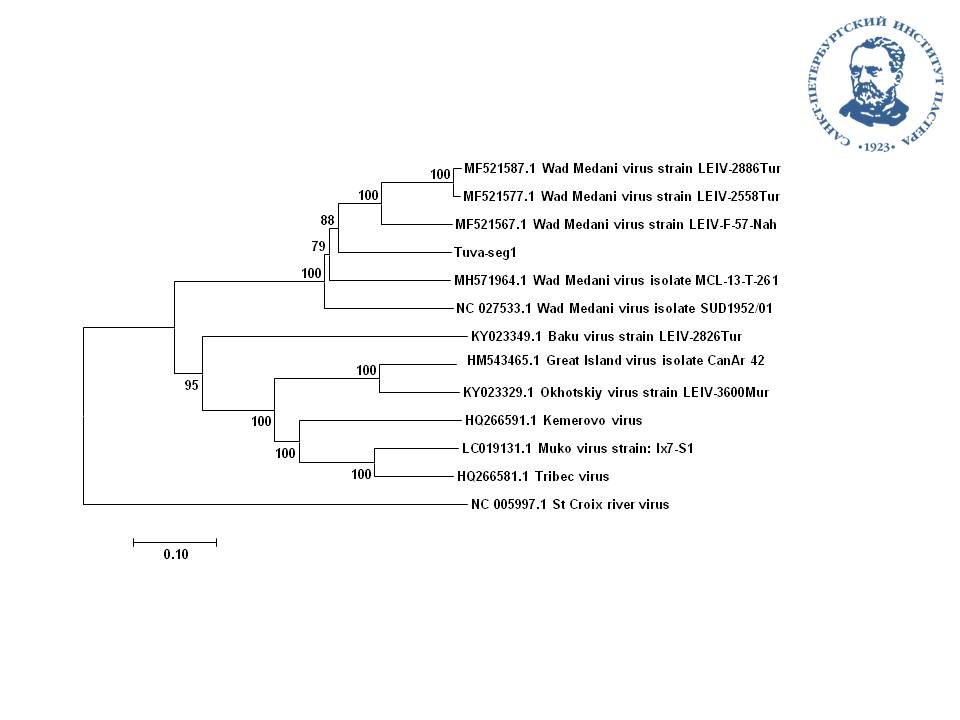 САНКТ-ПЕТЕРБУРГСКИЙ ИНСТИТУТ ПАСТЕРА
•1923•
100 MF521587.1 Wad Medani virus strain LEIV-2886Tur
100 MF521577.1 Wad Medani virus strain LEIV-2558Tur
88 MF521567.1 Wad Medani virus strain LEIV-F-57-Nah
79 Tuva-seg1
100 MH571964.1 Wad Medani virus isolate MCL-13-T-261
NC 027533.1 Wad Medani virus isolate SUD1952/01
KY023349.1 Baku virus strain LEIV-2826Tur
100 HM543465.1 Great Island virus isolate CanAr 42
95 KY023329.1 Okhotskiy virus strain LEIV-3600Mur
100 HQ266591.1 Kemerovo virus
100 LC019131.1 Muko virus strain: Ix7-S1
100 HQ266581.1 Tribec virus
NC 005997.1 St Croix river virus
0.10